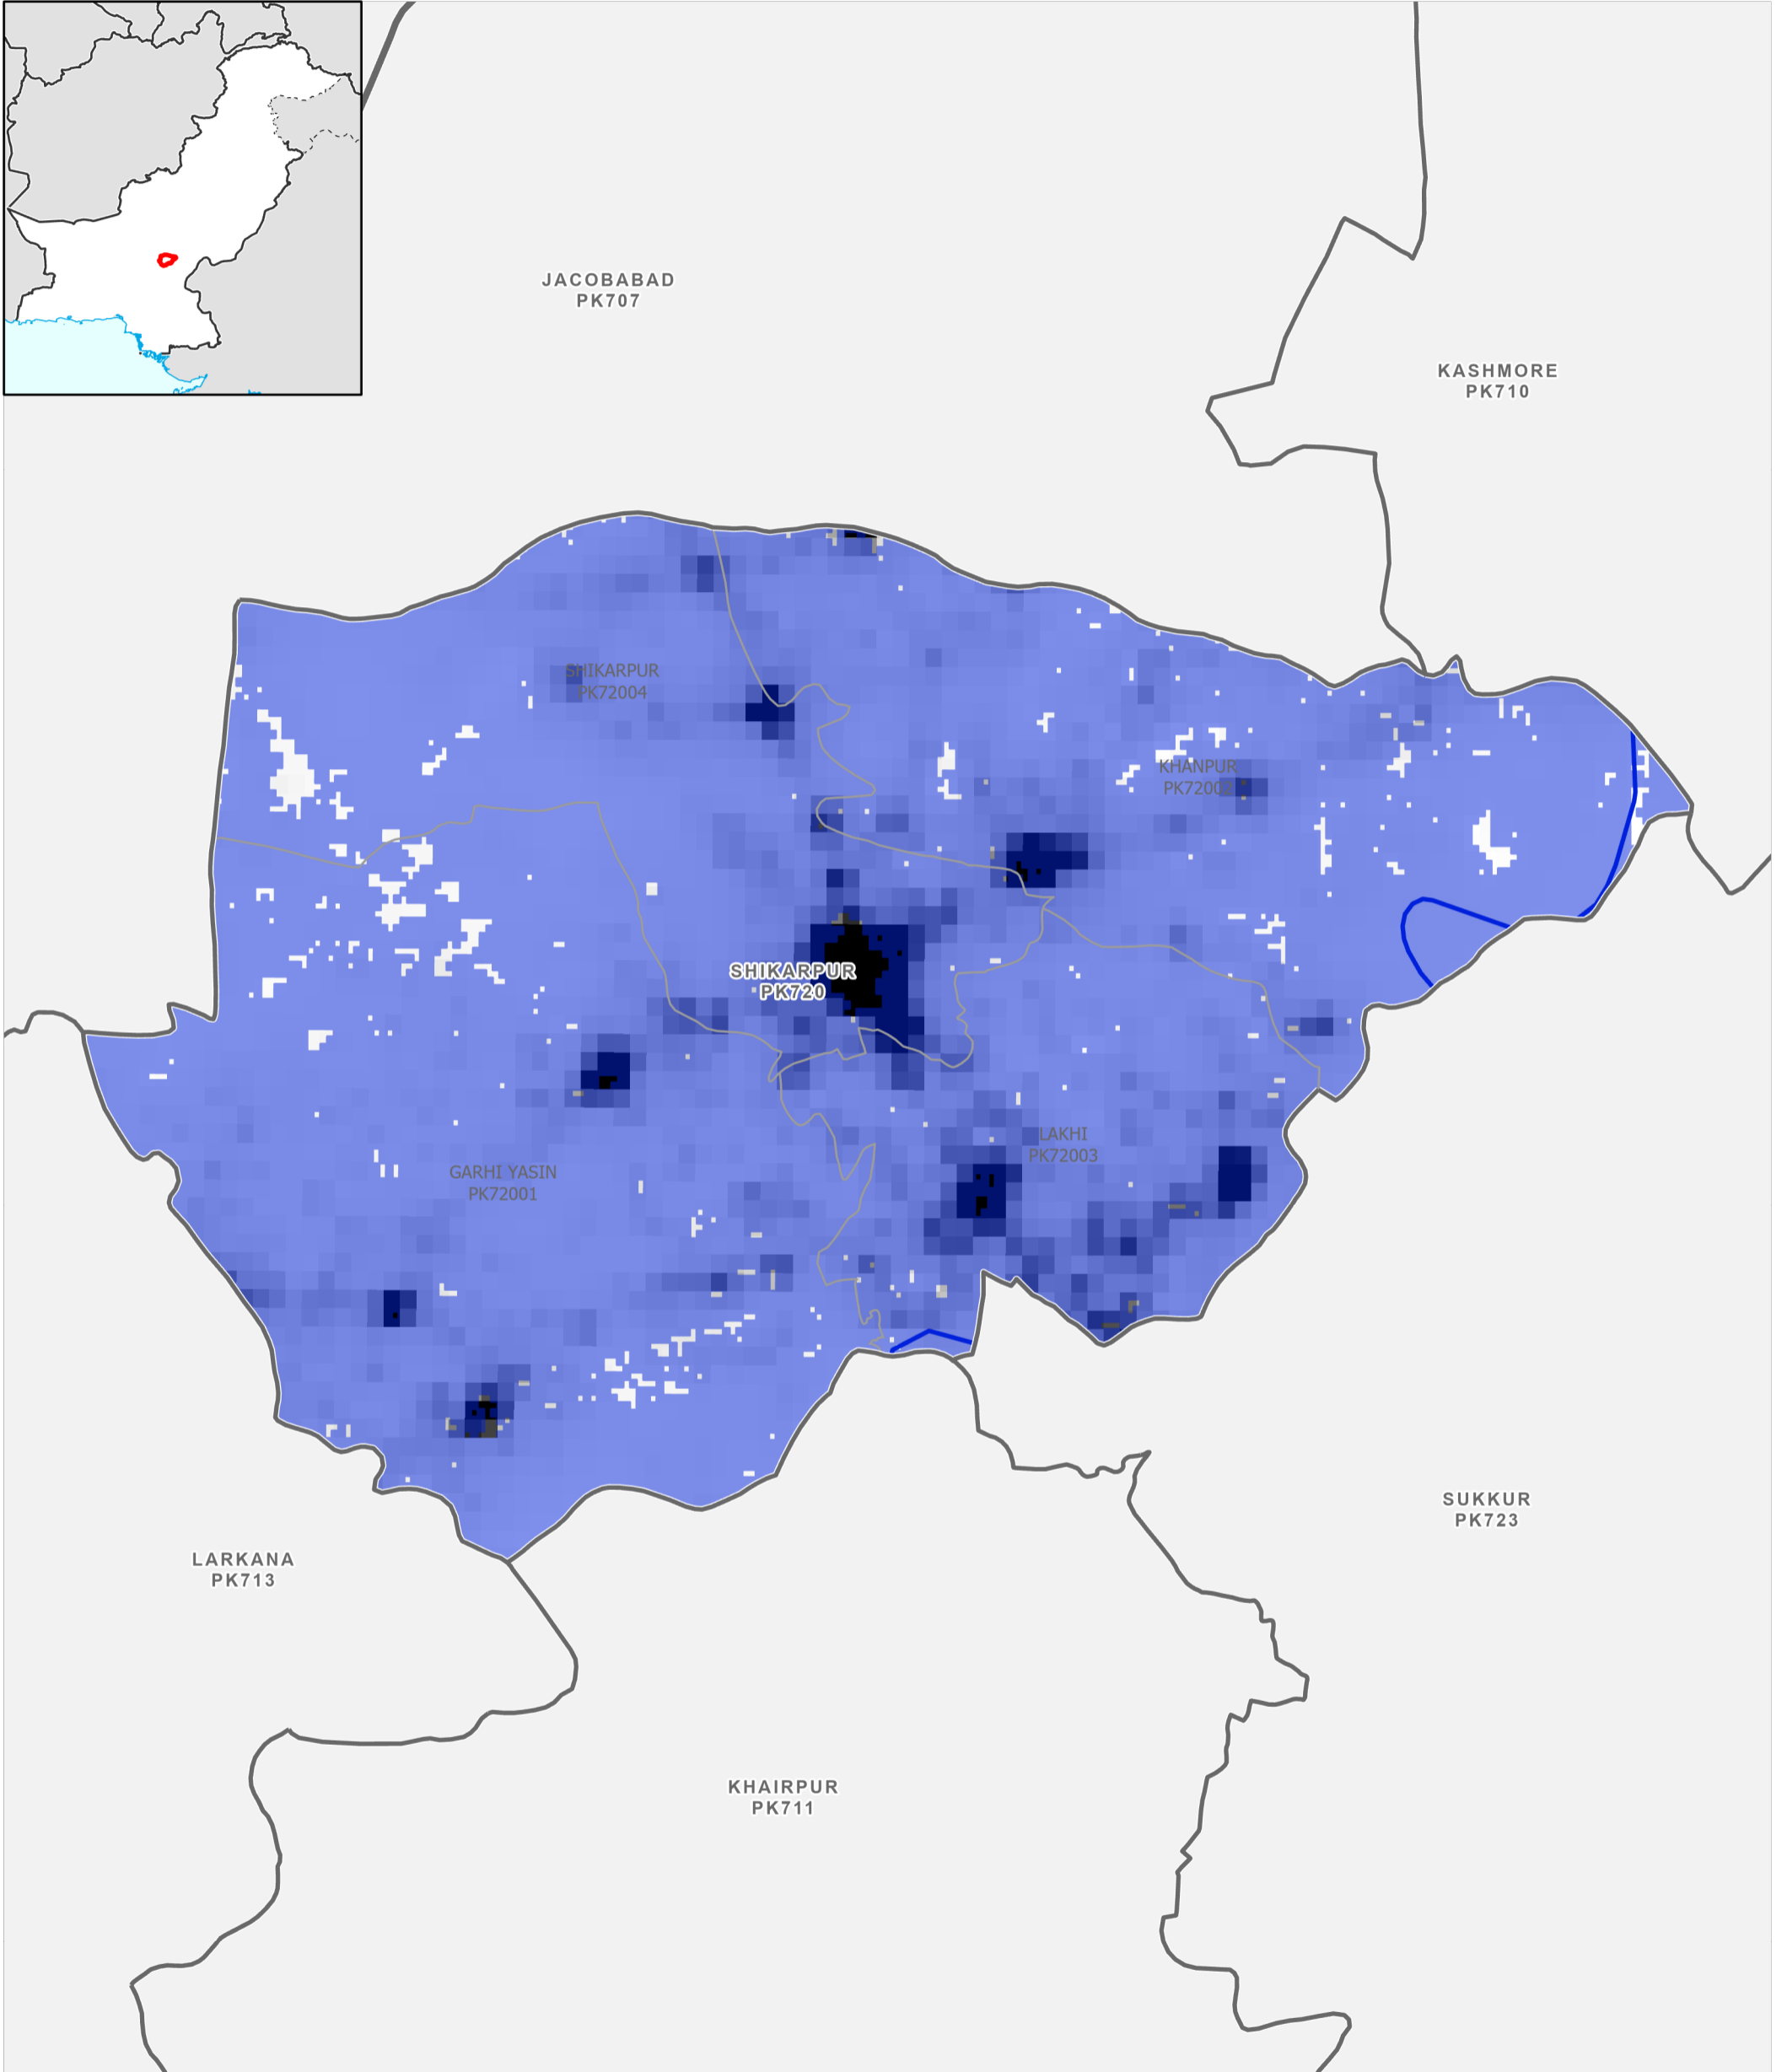 JACOBABAD
PK707
KASHMORE
PK710
SHIKARPUR
PK72004
KHANPUR
PK72002
SHIKARPUR
PK720
LAKHI
PK72003
GARHI YASIN
PK72001
SUKKUR
PK723
LARKANA
PK713
KHAIRPUR
PK711